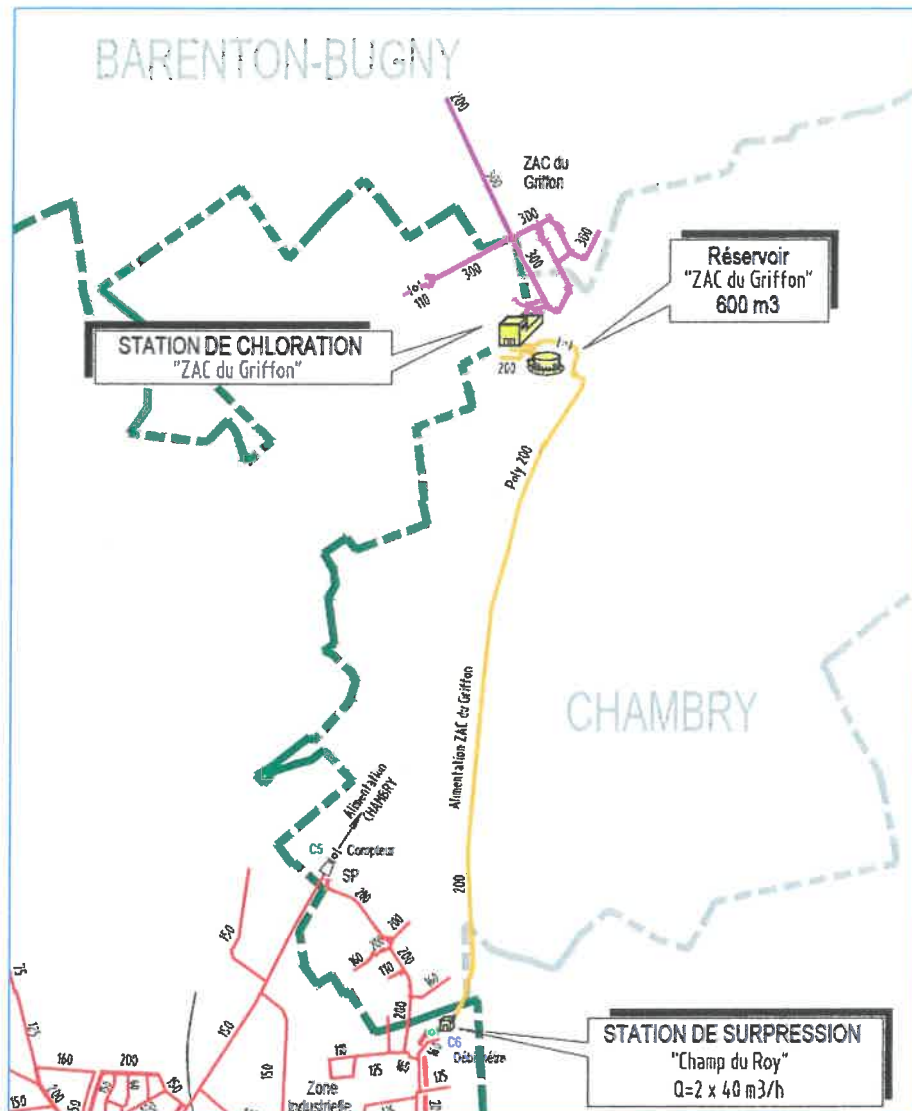 BARENTON-BUGNY
200
ZAC du
Griffon
300
300
300
300
110
Réservoir
"ZAC du Griffon"
600 m3
STATION DE CHLORATION
"ZAC du Griffon"
200
Poly 200
Alimentation ZAC du Griffon
CHAMBRY
Alimentation
CHAMBRY
C5
Compteur
SP
200
200
150
200
200
160
110
160
200
150
200
75
125
C6
Débimètre
STATION DE SURPRESSION
"Champ du Roy"
Q=2 x 40 m3/h
160
200
150
125
125
150
Zone
Industrielle
200
150
150